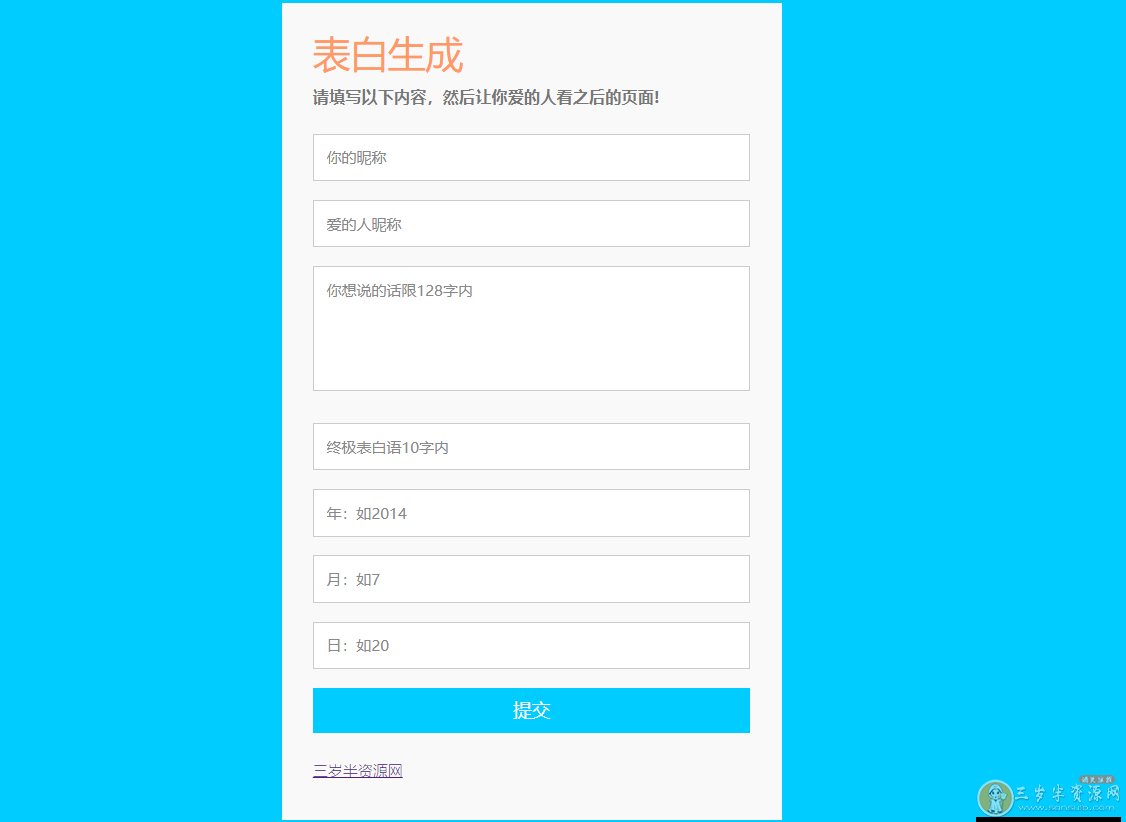 表白生成
请填写以下内容，然后让你爱的人看之后的页面!
你的昵称
爱的人昵称
你想说的话限128字内
终极表白语10字内
年：如2014
月：如7
日：如20
提交
三岁半资源网
三岁半资源网